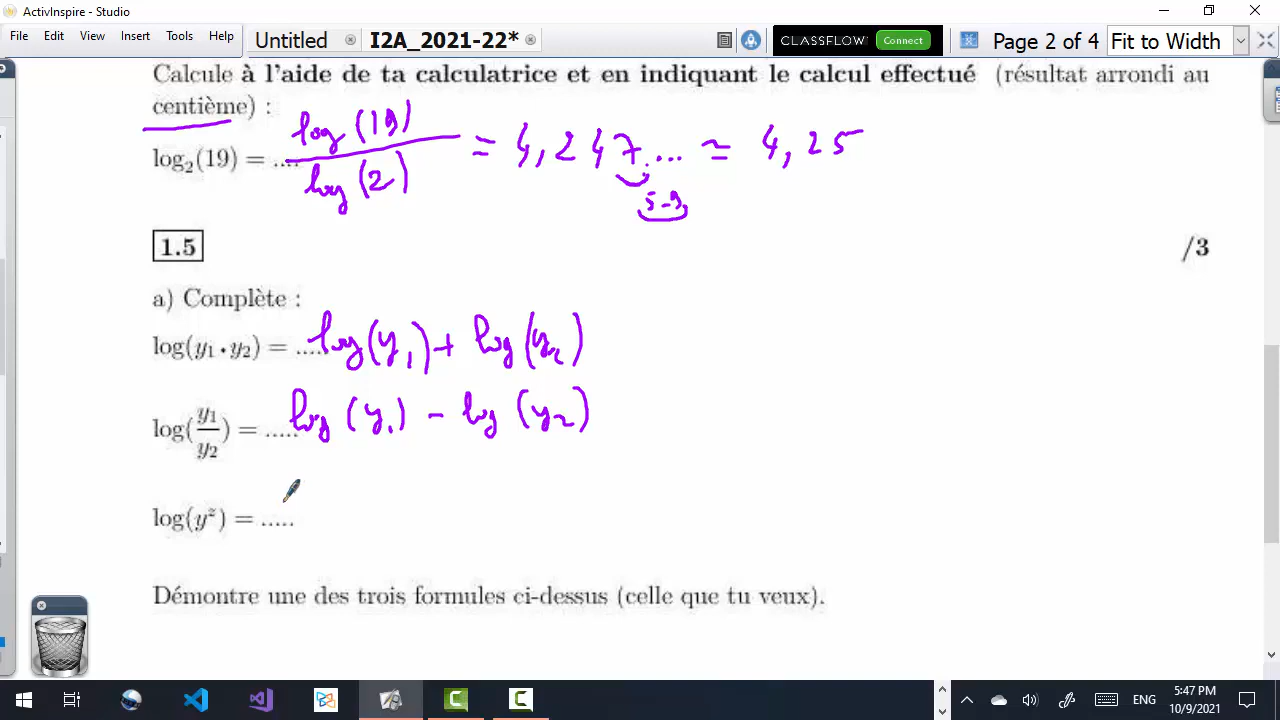 ActivInspire - Studio
File Edit View Insert Tools Help Untitled I2A_2021-22* CLASSFLOW Connect Page 2 of 4 Fit to Width
Calcule à l'aide de ta calculatrice et en indiquant le calcul effectué (résultat arrondi au
centième) :
log₂(19) = .... log(19) / log(2) = 4,247... ≃ 4,25
5-9
1.5 /3
a) Complète :
log(y₁ · y₂) = ..... log(y₁) + log(y₂)
log(y₁/y₂) = ..... log(y₁) - log(y₂)
log(y^z) = .....
Démontre une des trois formules ci-dessus (celle que tu veux).
ENG 5:47 PM
10/9/2021